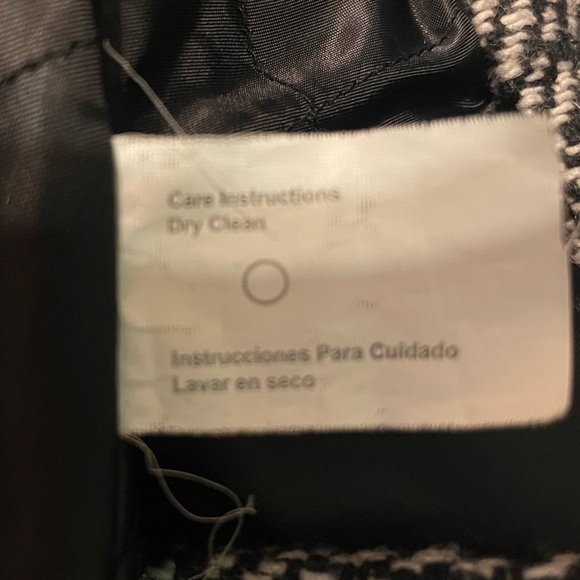 Care Instructions
Dry Clean
Instrucciones Para Cuidado
Lavar en seco